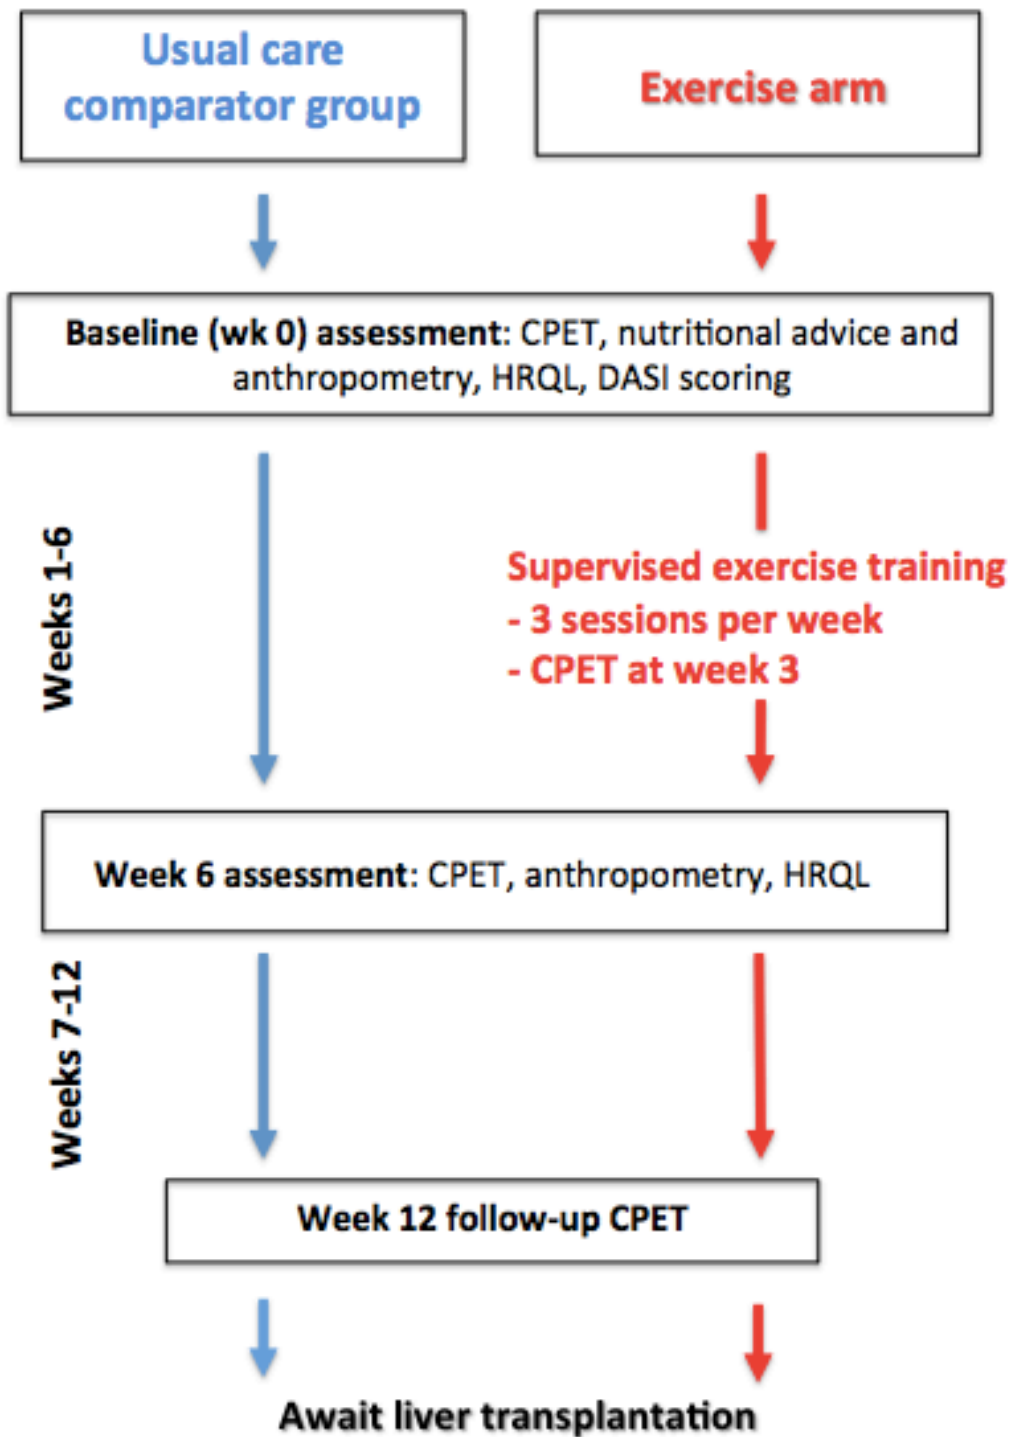 Usual care
comparator group
Exercise arm
Baseline (wk 0) assessment: CPET, nutritional advice and
anthropometry, HRQL, DASI scoring
Weeks 1-6
Supervised exercise training
- 3 sessions per week
- CPET at week 3
Week 6 assessment: CPET, anthropometry, HRQL
Weeks 7-12
Week 12 follow-up CPET
Await liver transplantation